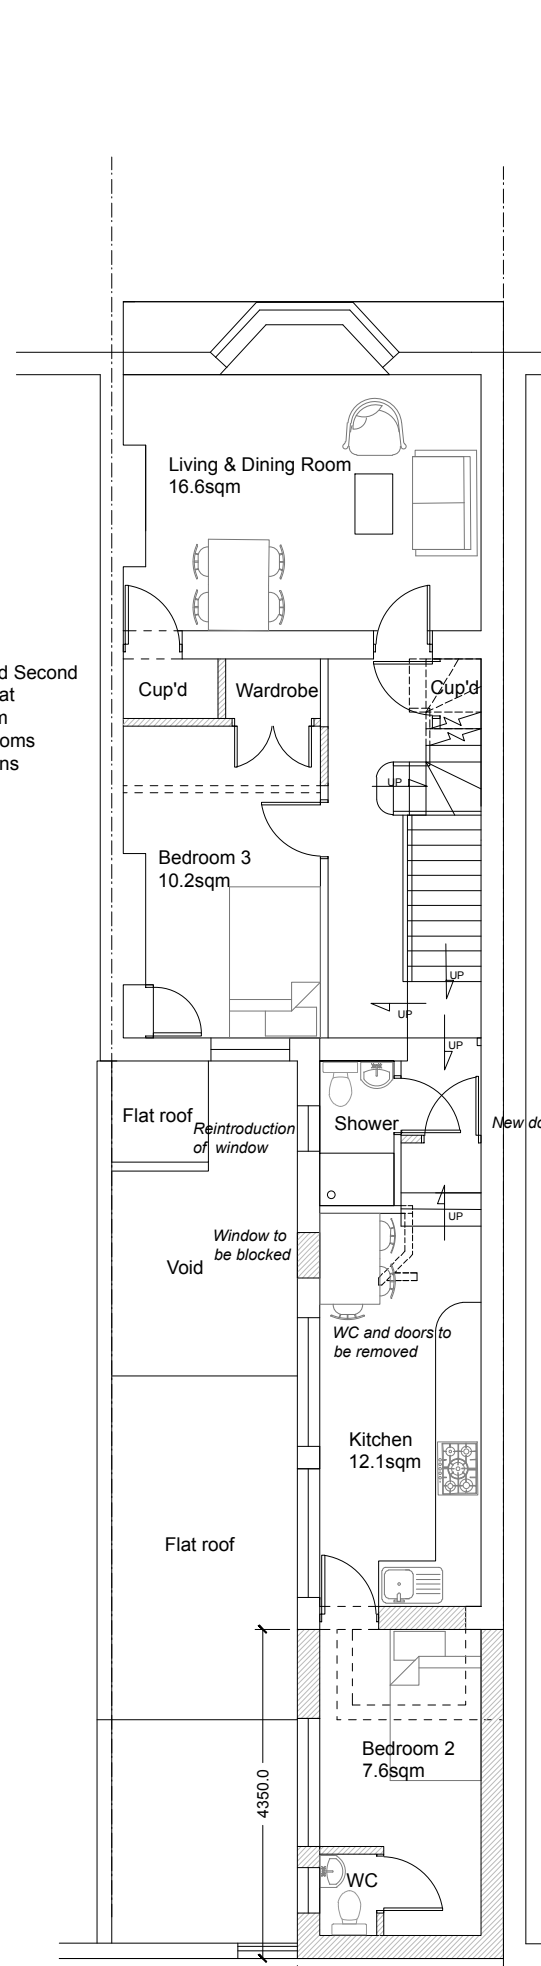 Living & Dining Room
16.6sqm
d Second
at
m
ooms
ns
Cup'd
Wardrobe
Cup'd
UP
Bedroom 3
10.2sqm
UP
UP
UP
Flat roof
Reintroduction
of window
Shower
New do
UP
Window to
be blocked
Void
WC and doors to
be removed
Kitchen
12.1sqm
Flat roof
Bedroom 2
7.6sqm
4350.0
WC